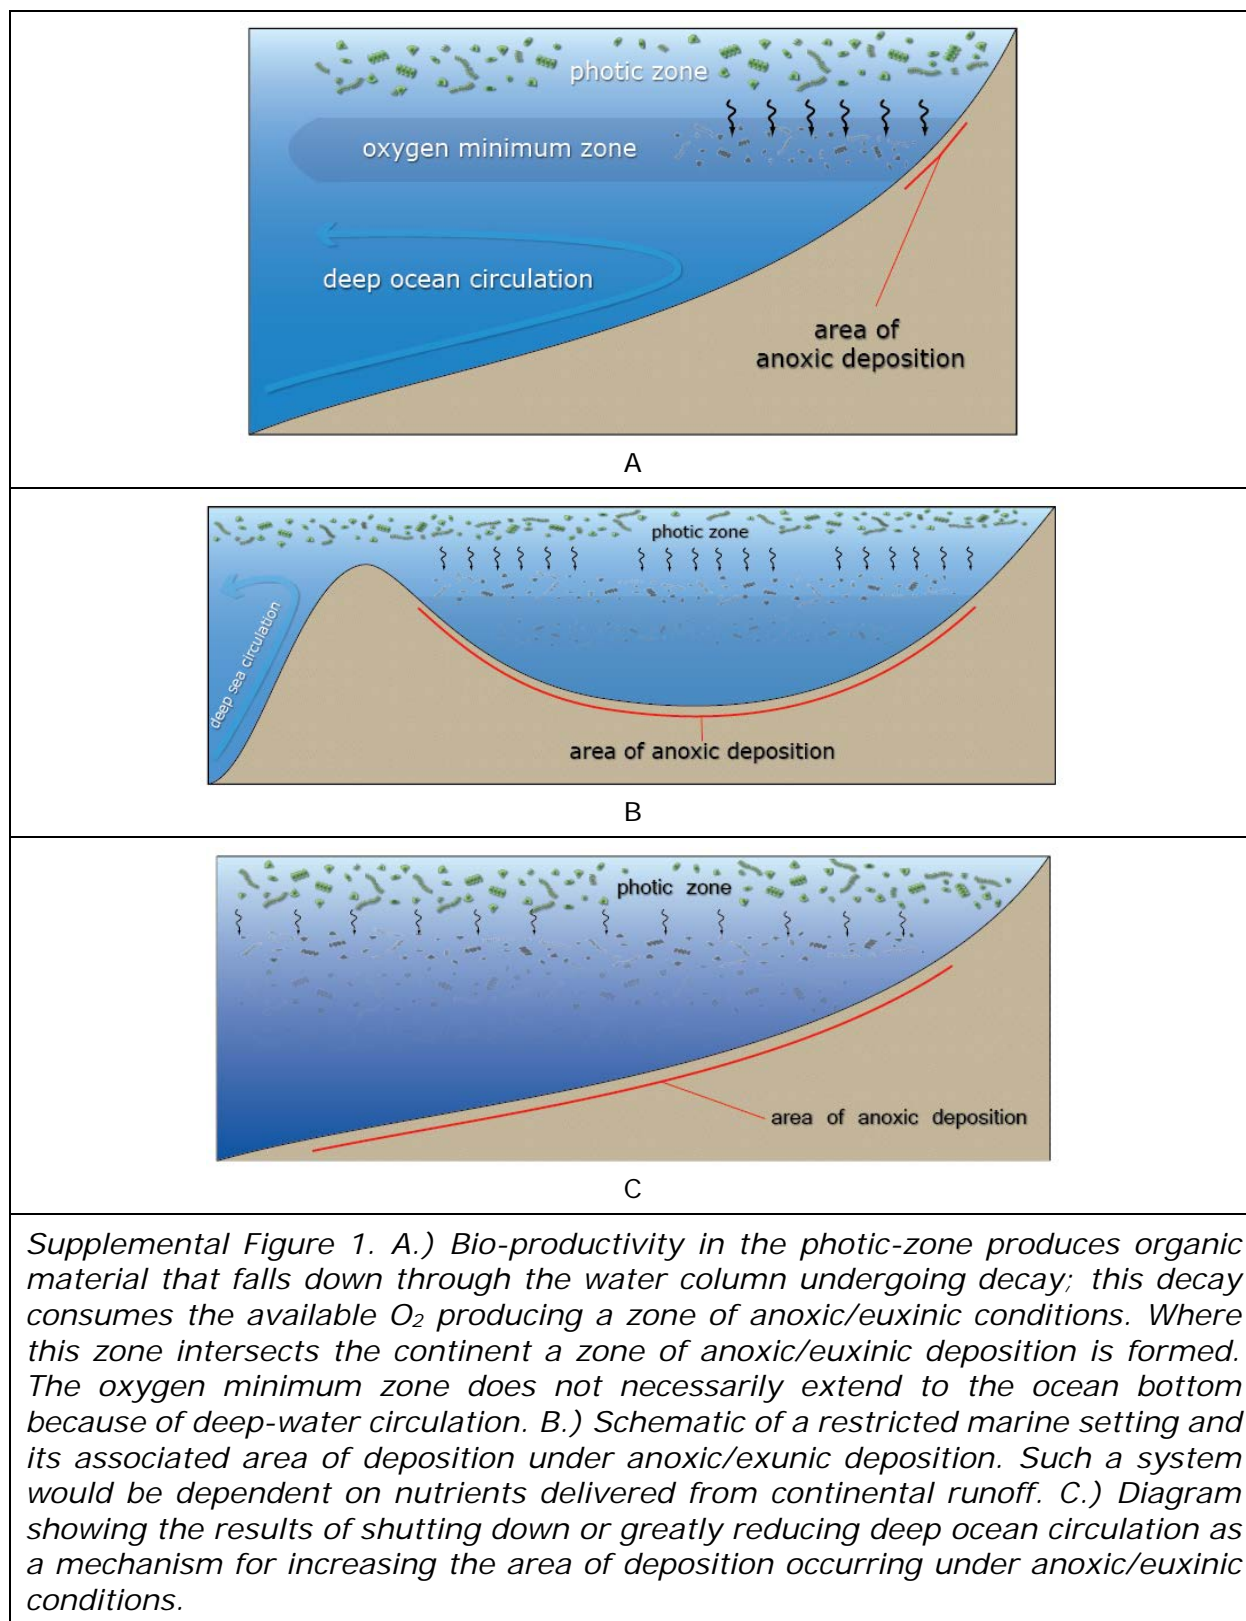 photic zone
oxygen minimum zone
deep ocean circulation
area of
anoxic deposition
A
photic zone
deep sea circulation
area of anoxic deposition
B
photic zone
area of anoxic deposition
C
Supplemental Figure 1. A.) Bio-productivity in the photic-zone produces organic
material that falls down through the water column undergoing decay; this decay
consumes the available O₂ producing a zone of anoxic/euxinic conditions. Where
this zone intersects the continent a zone of anoxic/euxinic deposition is formed.
The oxygen minimum zone does not necessarily extend to the ocean bottom
because of deep-water circulation. B.) Schematic of a restricted marine setting and
its associated area of deposition under anoxic/exunic deposition. Such a system
would be dependent on nutrients delivered from continental runoff. C.) Diagram
showing the results of shutting down or greatly reducing deep ocean circulation as
a mechanism for increasing the area of deposition occurring under anoxic/euxinic
conditions.